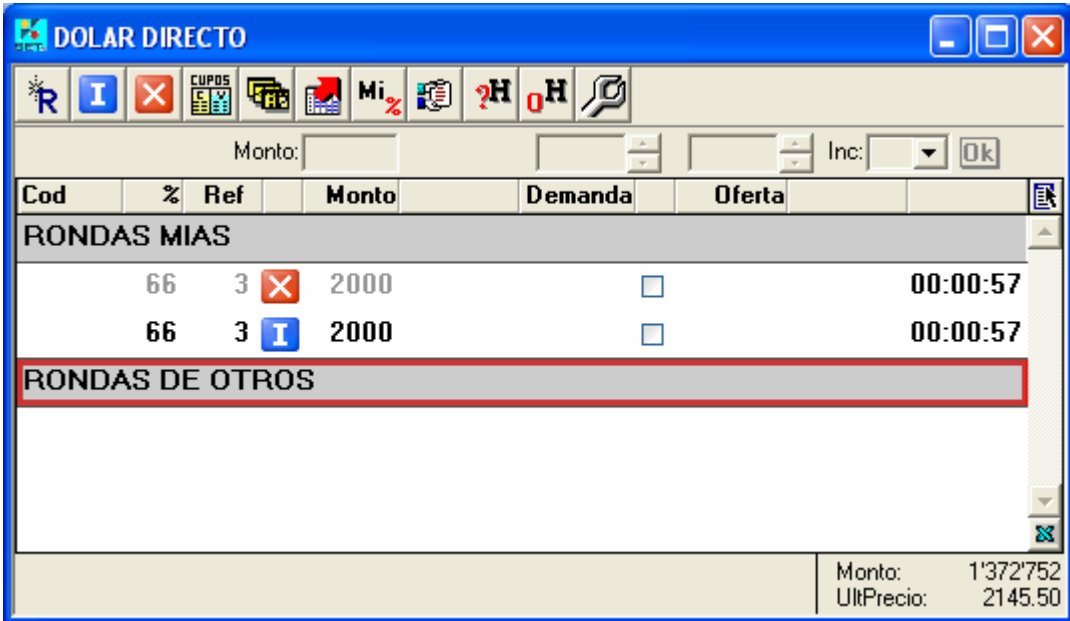 DOLAR DIRECTO
R I CUPOS Mi% ?H 0H
Monto: Inc: Ok
Cod % Ref Monto Demanda Oferta
RONDAS MIAS
66 3 2000 00:00:57
66 3 I 2000 00:00:57
RONDAS DE OTROS
Monto: 1'372'752
UltPrecio: 2145.50